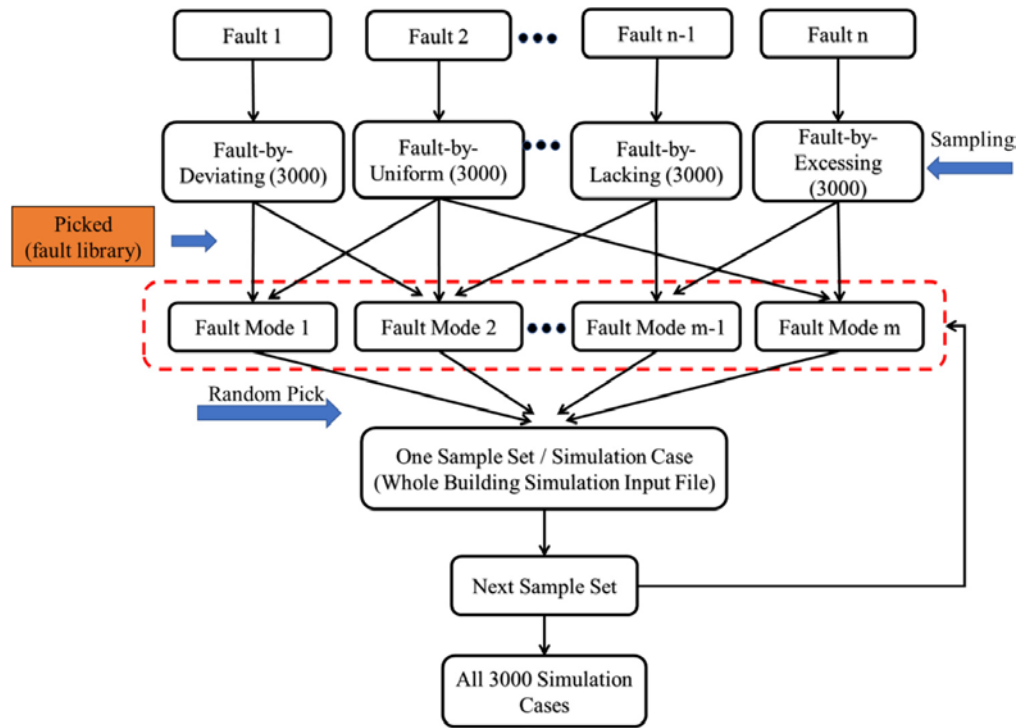 Fault 1
Fault 2
Fault n-1
Fault n
Fault-by-
Deviating (3000)
Fault-by-
Uniform (3000)
Fault-by-
Lacking (3000)
Fault-by-
Excessing
(3000)
Sampling
Picked
(fault library)
Fault Mode 1
Fault Mode 2
Fault Mode m-1
Fault Mode m
Random Pick
One Sample Set / Simulation Case
(Whole Building Simulation Input File)
Next Sample Set
All 3000 Simulation
Cases